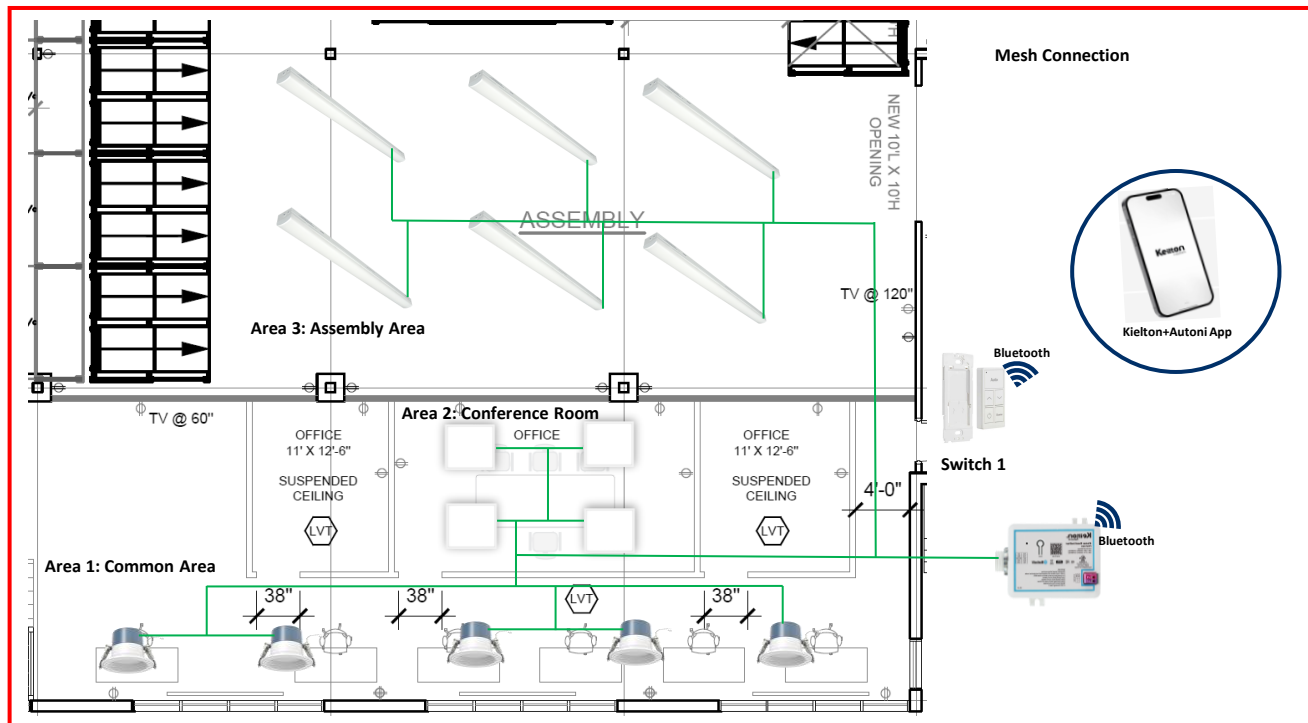 Mesh Connection
NEW 10'L X 10'H
OPENING
ASSEMBLY
TV @ 120"
Area 3: Assembly Area
Kielton+Autoni App
Bluetooth
Switch 1
TV @ 60"
Area 2: Conference Room
OFFICE
11' X 12'-6"
SUSPENDED
CEILING
LVT
OFFICE
OFFICE
11' X 12'-6"
SUSPENDED
CEILING
LVT
4'-0"
Bluetooth
Area 1: Common Area
38"
38"
LVT
38"